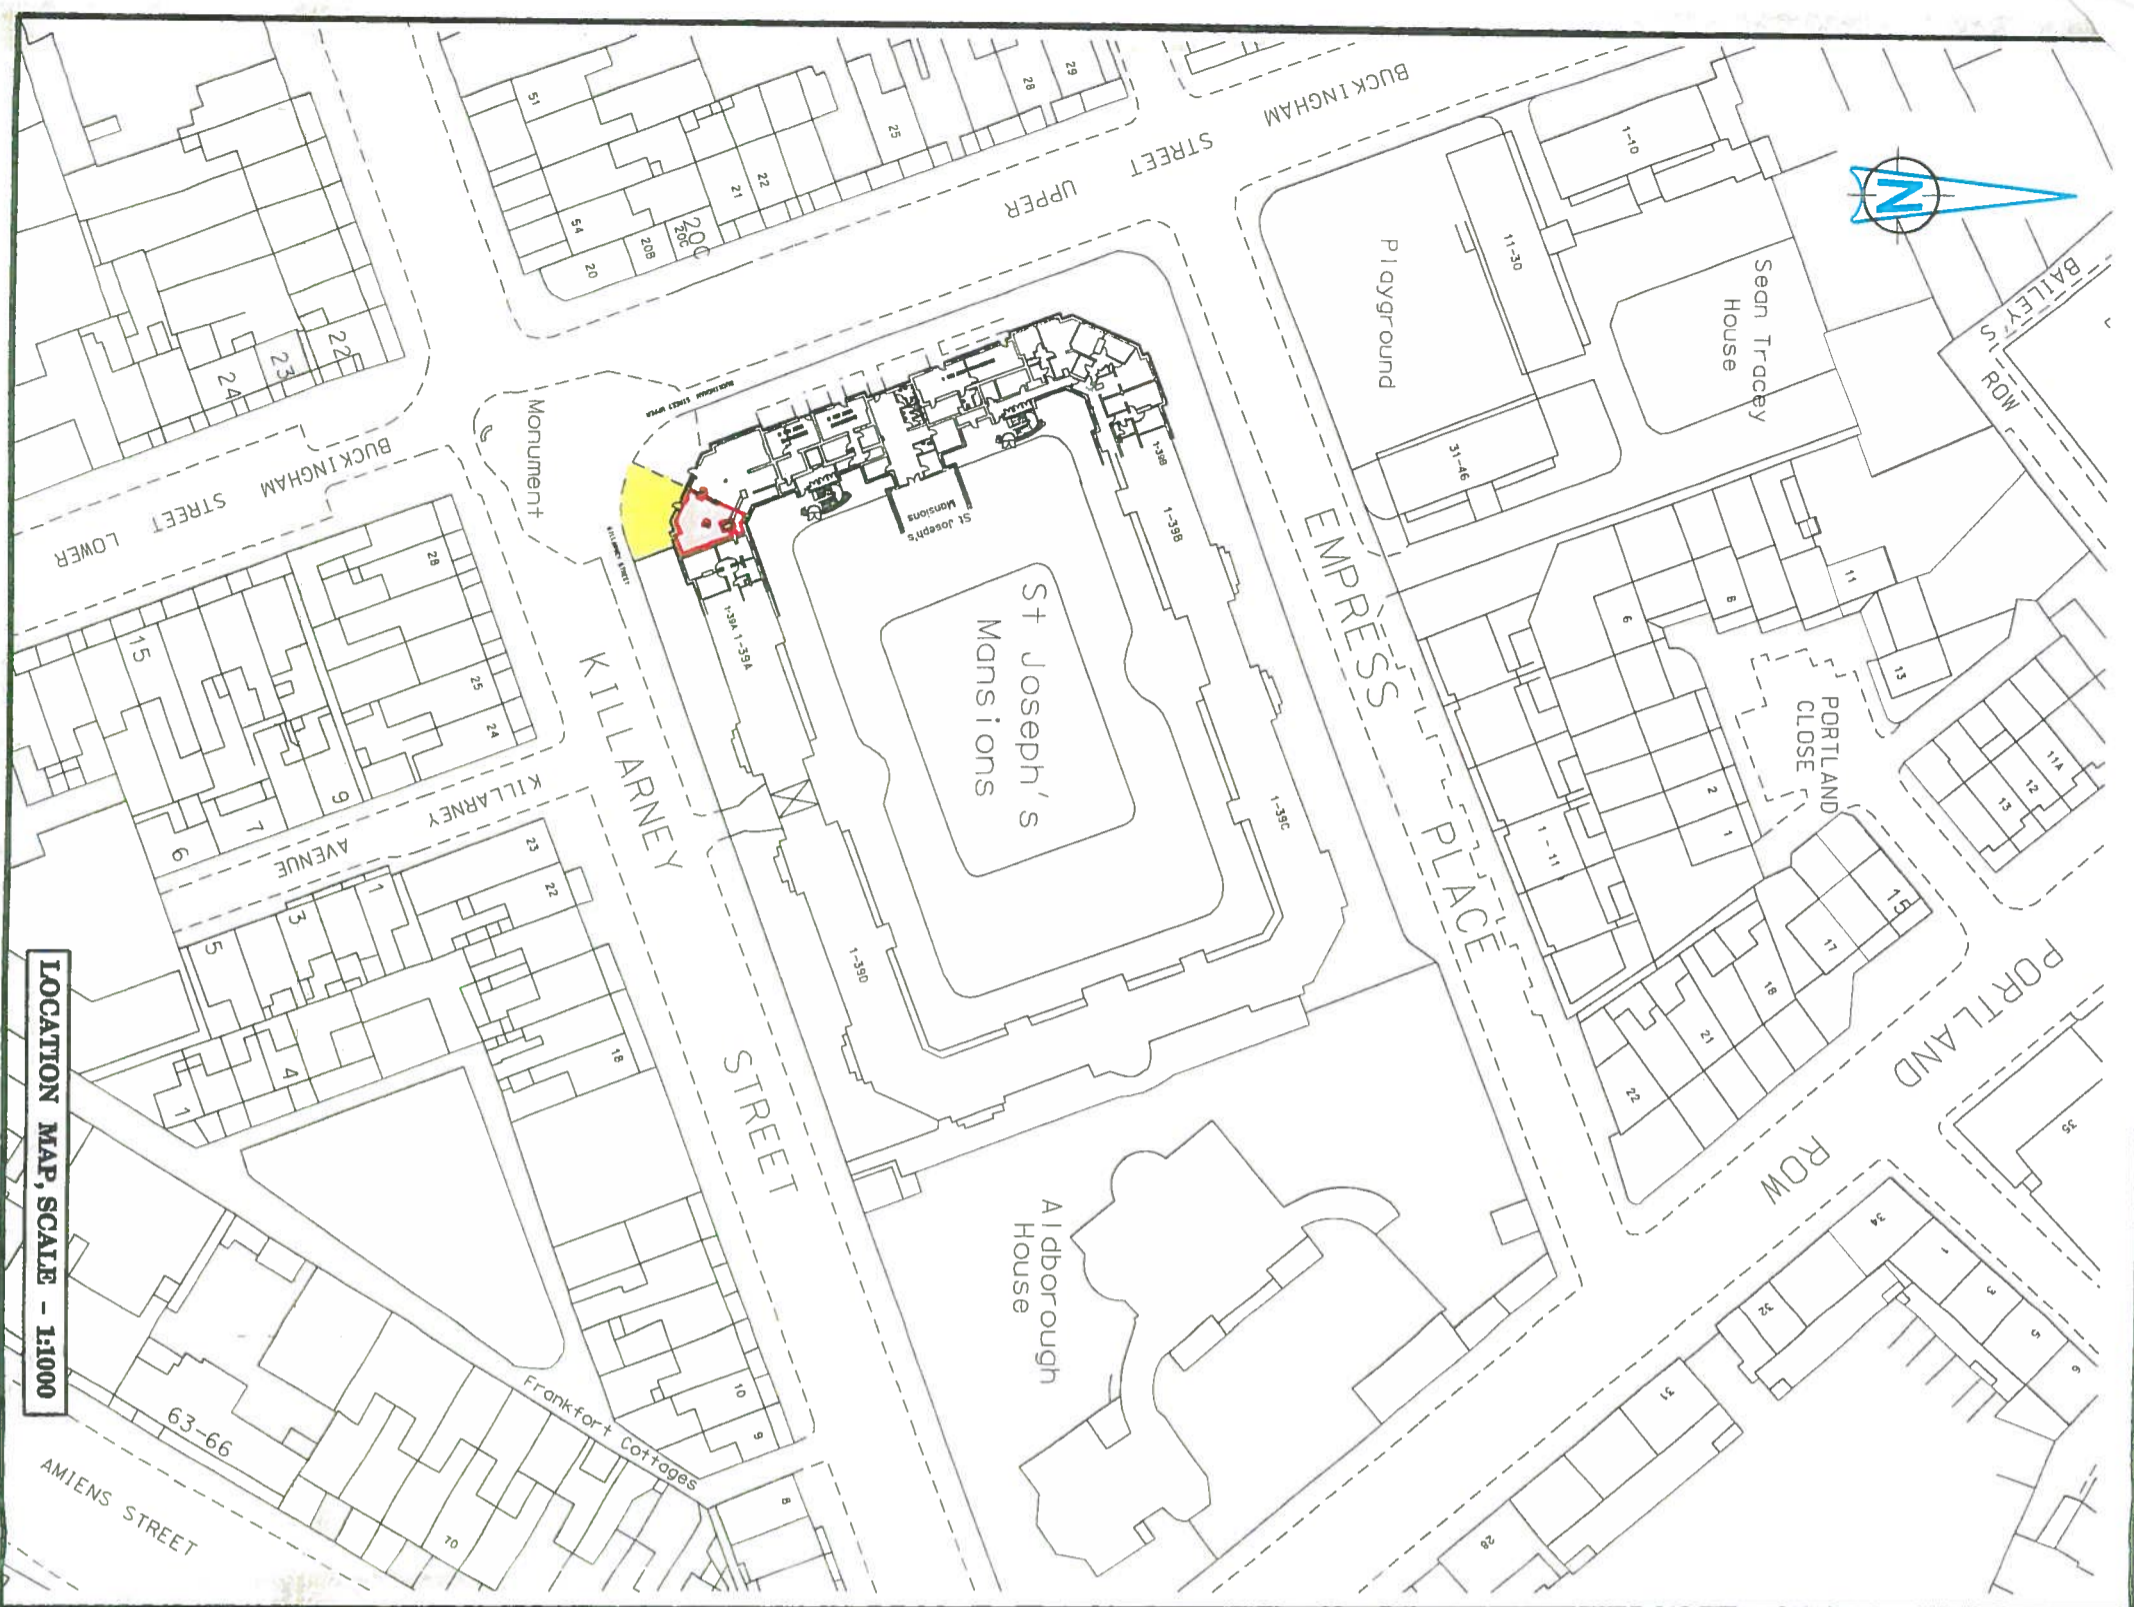 BUCKINGHAM
STREET
UPPER
29
28
25
22
21
20C
20C
20B
20
51
54
22
23
24
Monument
BUCKINGHAM
STREET
LOWER
BUCKINGHAM STREET UPPER
KILLARNEY STREET
Playground
1-10
11-30
31-46
Sean Tracey
House
N
BAILEY'S
ROW
St Joseph's
Mansions
St Joseph's
Mansions
1-39B
1-39B
1-39A
1-39A
1-39C
1-39D
EMPRESS
PLACE
KILLARNEY
STREET
28
25
24
15
9
7
6
KILLARNEY
AVENUE
23
22
18
1
3
5
4
1
10
9
8
6
8
11
13
PORTLAND
CLOSE
2
1
1-11
11A
12
13
15
17
18
21
22
PORTLAND
ROW
35
34
1
3
5
6
32
31
28
Aldborough
House
Frankfort Cottages
63-66
70
AMIENS STREET
LOCATION MAP, SCALE - 1:1000